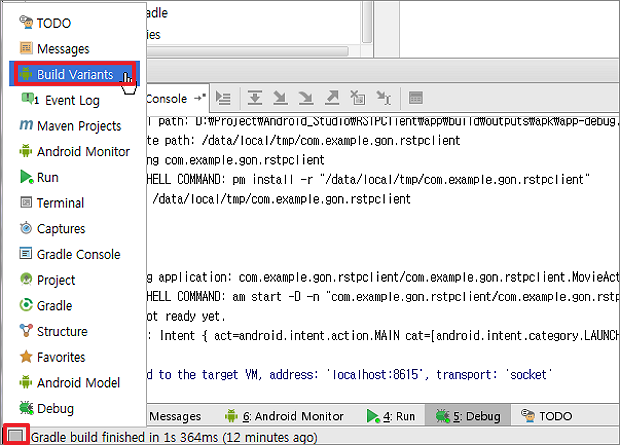 TODO
Messages
Build Variants
1 Event Log
m Maven Projects
Android Monitor
Run
Terminal
Captures
Gradle Console
Project
Gradle
Structure
Favorites
Android Model
Debug
dle
ies
Console
path: D:₩Project₩Android_Studio₩RSTPClient₩app₩build₩outputs₩apk₩app-debug.
te path: /data/local/tmp/com.example.gon.rstpclient
ng com.example.gon.rstpclient
HELL COMMAND: pm install -r "/data/local/tmp/com.example.gon.rstpclient"
/data/local/tmp/com.example.gon.rstpclient
g application: com.example.gon.rstpclient/com.example.gon.rstpclient.MovieAct
HELL COMMAND: am start -D -n "com.example.gon.rstpclient/com.example.gon.rstp
ot ready yet.
: Intent { act=android.intent.action.MAIN cat=[android.intent.category.LAUNCH
d to the target VM, address: 'localhost:8615', transport: 'socket'
Messages 6: Android Monitor 4: Run 5: Debug TODO
Gradle build finished in 1s 364ms (12 minutes ago)